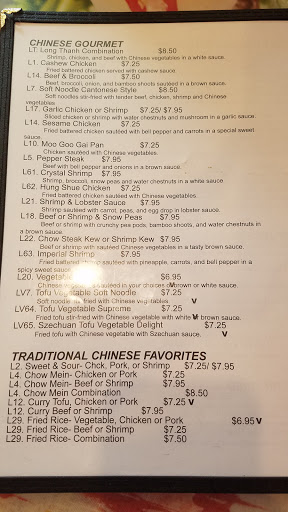 CHINESE GOURMET
LT. Long Thanh Combination $8.50
Shrimp, chicken, and beef with Chinese vegetables in a white sauce.
L1. Cashew Chicken $7.25
Fried battered chicken served with cashew sauce
L14. Beef & Broccoli $7.50
Beef, broccoli, onion, and bamboo shoots sautéed in a brown sauce.
L7. Soft Noodle Cantonese Style $8.50
Soft noodles stir-fried with tender beef, chicken, shrimp and Chinese
vegetables
L17. Garlic Chicken or Shrimp $7.25/ $7.95
Sliced chicken or shrimp with water chestnuts and mushroom in a garlic sauce.
L14. Sesame Chicken $7.25
Fried battered chicken sautéed with bell pepper and carrots in a special sweet
sauce.
L10. Moo Goo Gai Pan $7.25
Chicken sautéed with Chinese vegetables.
L5. Pepper Steak $7.95
Beef with bell pepper and onions in a brown sauce.
L61. Crystal Shrimp $7.95
Shrimp, broccoli, snow peas and water chestnuts in a white sauce.
L62. Hung Shue Chicken $7.25
Fried battered chicken sautéed with Chinese vegetables
L21. Shrimp & Lobster Sauce $7.95
Shrimp sautéed with carrot, peas, and egg drop in lobster sauce.
L18. Beef or Shrimp & Snow Peas $7.95
Beef or shrimp with crunchy pea pods, bamboo shoots, and water chestnuts in
a brown sauce.
L22. Chow Steak Kew or Shrimp Kew $7.95
Beef or shrimp with sautéed Chinese vegetables in a tasty brown sauce.
L63. Imperial Shrimp $7.95
Fried battered sautéed with pineapple, carrots, and bell pepper in a
spicy sweet sauce
L20. Vegetable $6.95
Chinese sautéed in your choices of brown or white sauce.
LV7. Tofu Vegetable Soft Noodle $7.25
Soft noodle fried with Chinese vegetables V
LV64. Tofu Vegetable Supreme $7.25
Fried tofu stir-fried with Chinese vegetable with white brown sauce.
LV65. Szechuan Tofu Vegetable Delight $7.25
Fired tofu with Chinese vegetable with Szechuan sauce. V
TRADITIONAL CHINESE FAVORITES
L2. Sweet & Sour- Chck, Pork, or Shrimp $7.25/ $7.95
L4. Chow Mein- Chicken or Pork $7.25
L4. Chow Mein- Beef or Shrimp $7.95
L4. Chow Mein Combination $8.50
L12. Curry Tofu, Chicken or Pork $7.25 V
L12. Curry Beef or Shrimp $7.95
L29. Fried Rice- Vegetable, Chicken or Pork $6.95 V
L29. Fried Rice- Beef or Shrimp $7.25
L29. Fried Rice- Combination $7.50